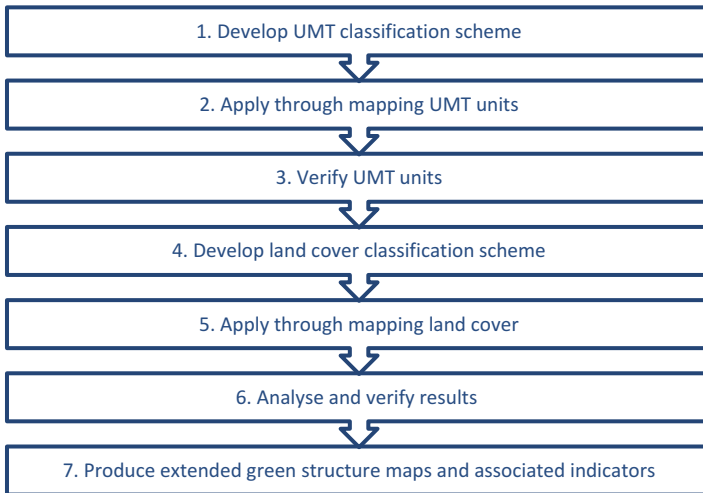 1. Develop UMT classification scheme
2. Apply through mapping UMT units
3. Verify UMT units
4. Develop land cover classification scheme
5. Apply through mapping land cover
6. Analyse and verify results
7. Produce extended green structure maps and associated indicators